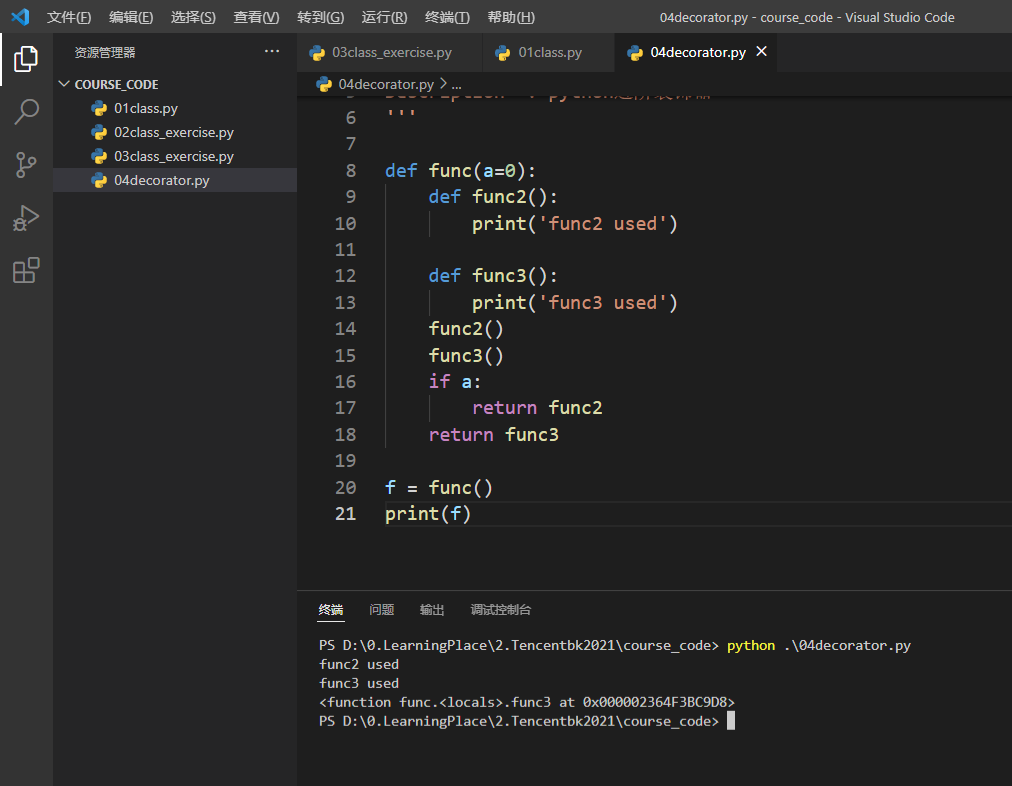 文件(F) 编辑(E) 选择(S) 查看(V) 转到(G) 运行(R) 终端(T) 帮助(H) 04decorator.py - course_code - Visual Studio Code
资源管理器 ···
COURSE_CODE
01class.py
02class_exercise.py
03class_exercise.py
04decorator.py
03class_exercise.py 01class.py 04decorator.py
04decorator.py > ...
6 '''
7
8 def func(a=0):
9     def func2():
10         print('func2 used')
11
12     def func3():
13         print('func3 used')
14     func2()
15     func3()
16     if a:
17         return func2
18     return func3
19
20 f = func()
21 print(f)
终端 问题 输出 调试控制台
PS D:\0.LearningPlace\2.Tencentbk2021\course_code> python .\04decorator.py
func2 used
func3 used
<function func.<locals>.func3 at 0x000002364F3BC9D8>
PS D:\0.LearningPlace\2.Tencentbk2021\course_code>